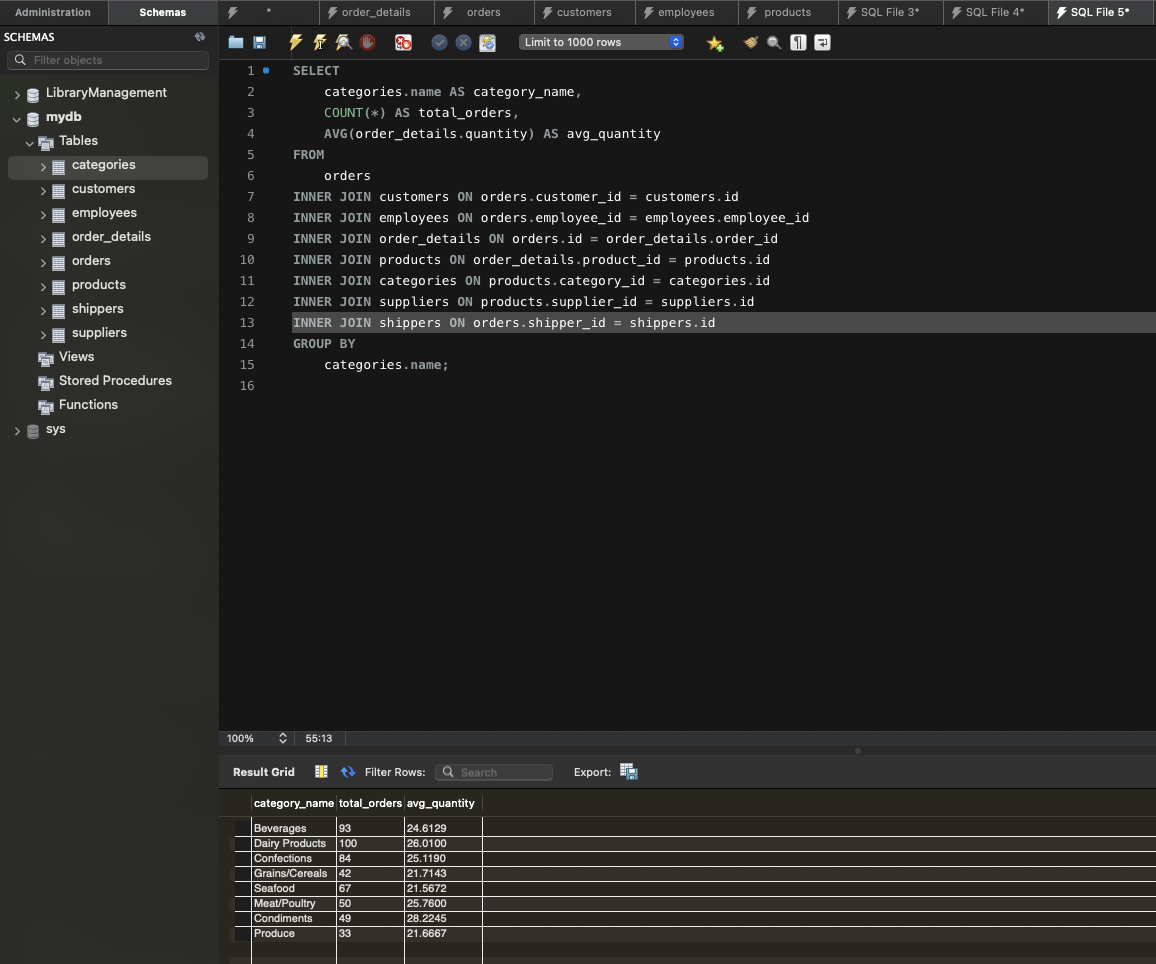 Administration Schemas * order_details orders customers employees products SQL File 3* SQL File 4* SQL File 5*
SCHEMAS
Filter objects
LibraryManagement
mydb
Tables
categories
customers
employees
order_details
orders
products
shippers
suppliers
Views
Stored Procedures
Functions
sys
Limit to 1000 rows
1 SELECT
2 categories.name AS category_name,
3 COUNT(*) AS total_orders,
4 AVG(order_details.quantity) AS avg_quantity
5 FROM
6 orders
7 INNER JOIN customers ON orders.customer_id = customers.id
8 INNER JOIN employees ON orders.employee_id = employees.employee_id
9 INNER JOIN order_details ON orders.id = order_details.order_id
10 INNER JOIN products ON order_details.product_id = products.id
11 INNER JOIN categories ON products.category_id = categories.id
12 INNER JOIN suppliers ON products.supplier_id = suppliers.id
13 INNER JOIN shippers ON orders.shipper_id = shippers.id
14 GROUP BY
15 categories.name;
16
100% 55:13
Result Grid Filter Rows: Search Export:
category_name total_orders avg_quantity
Beverages 93 24.6129
Dairy Products 100 26.0100
Confections 84 25.1190
Grains/Cereals 42 21.7143
Seafood 67 21.5672
Meat/Poultry 50 25.7600
Condiments 49 28.2245
Produce 33 21.6667